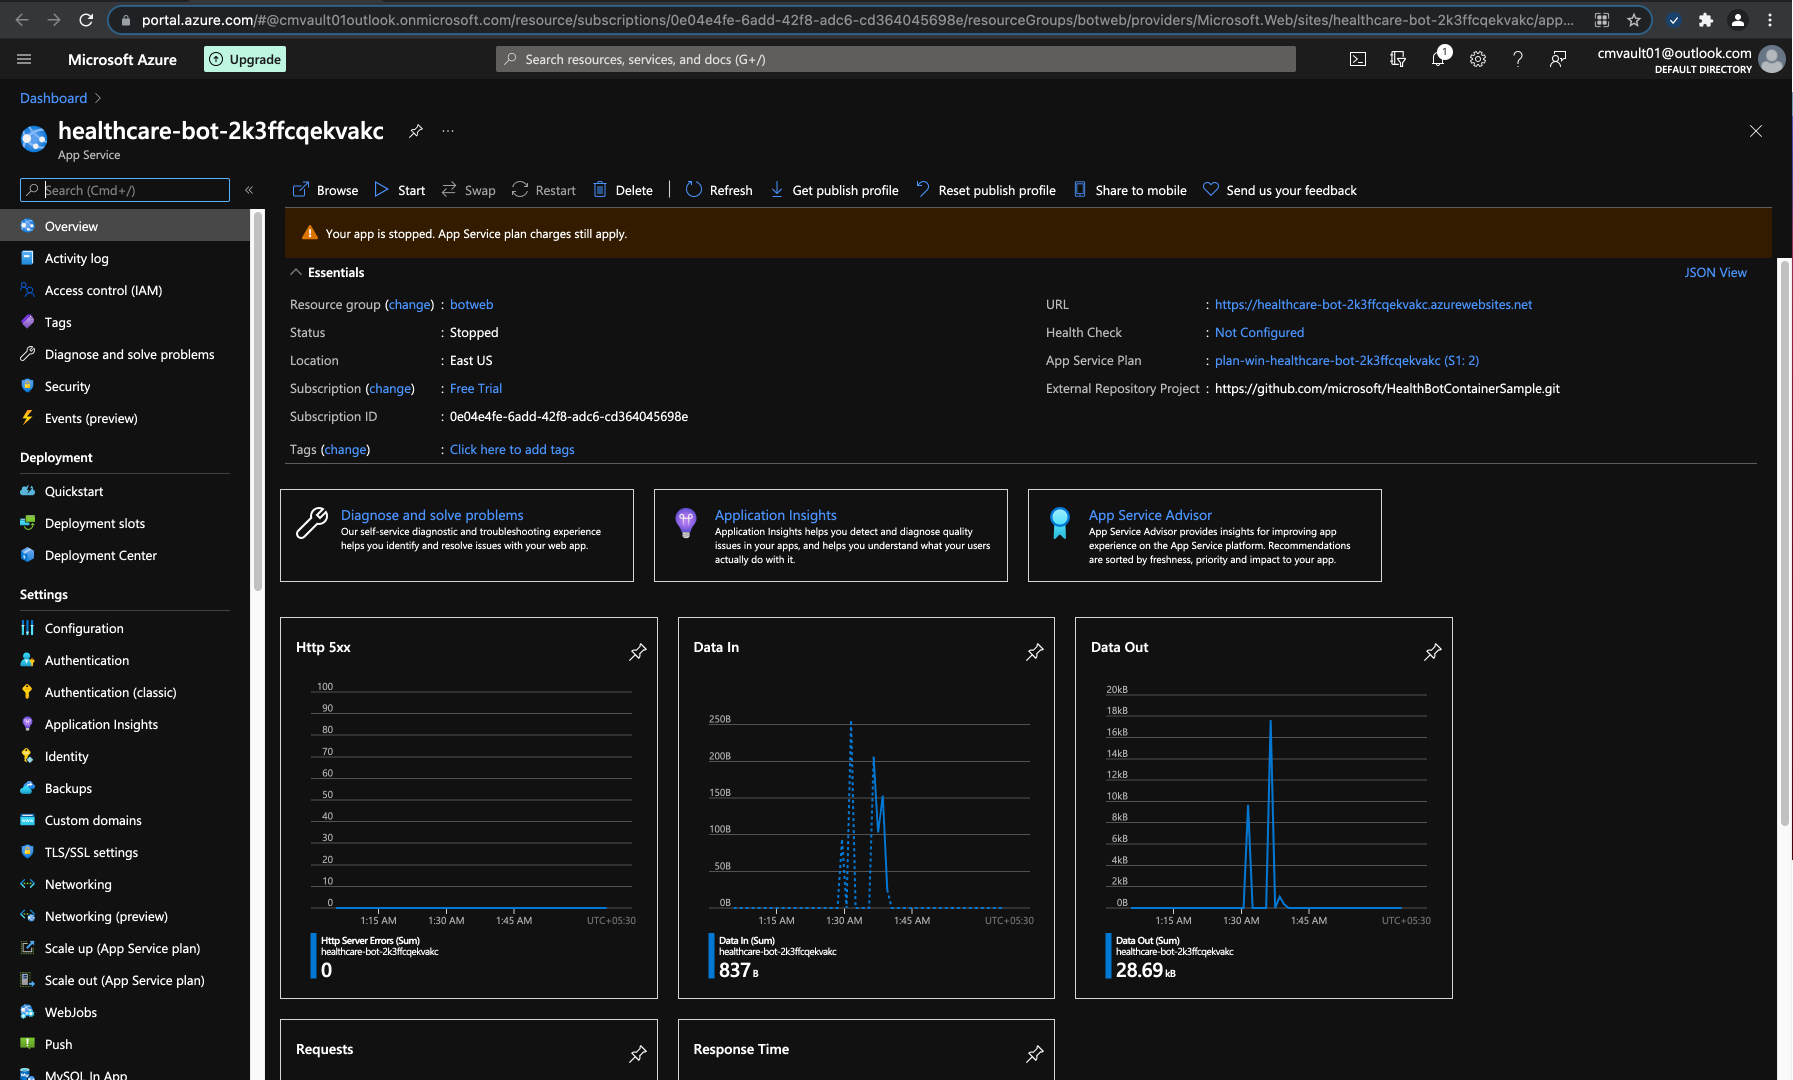 portal.azure.com/#@cmvault01outlook.onmicrosoft.com/resource/subscriptions/0e04e4fe-6add-42f8-adc6-cd364045698e/resourceGroups/botweb/providers/Microsoft.Web/sites/healthcare-bot-2k3ffcqekvakc/app...
Microsoft Azure
Upgrade
Search resources, services, and docs (G+/)
1
cmvault01@outlook.com
DEFAULT DIRECTORY
Dashboard >
healthcare-bot-2k3ffcqekvakc
...
App Service
Search (Cmd+/)
«
Browse
Start
Swap
Restart
Delete
Refresh
Get publish profile
Reset publish profile
Share to mobile
Send us your feedback
Overview
Activity log
Access control (IAM)
Tags
Diagnose and solve problems
Security
Events (preview)
Deployment
Quickstart
Deployment slots
Deployment Center
Settings
Configuration
Authentication
Authentication (classic)
Application Insights
Identity
Backups
Custom domains
TLS/SSL settings
Networking
Networking (preview)
Scale up (App Service plan)
Scale out (App Service plan)
WebJobs
Push
MySQL In App
Your app is stopped. App Service plan charges still apply.
Essentials
JSON View
Resource group (change) : botweb
Status : Stopped
Location : East US
Subscription (change) : Free Trial
Subscription ID : 0e04e4fe-6add-42f8-adc6-cd364045698e
Tags (change) : Click here to add tags
URL : https://healthcare-bot-2k3ffcqekvakc.azurewebsites.net
Health Check : Not Configured
App Service Plan : plan-win-healthcare-bot-2k3ffcqekvakc (S1: 2)
External Repository Project : https://github.com/microsoft/HealthBotContainerSample.git
Diagnose and solve problems
Our self-service diagnostic and troubleshooting experience
helps you identify and resolve issues with your web app.
Application Insights
Application Insights helps you detect and diagnose quality
issues in your apps, and helps you understand what your users
actually do with it.
App Service Advisor
App Service Advisor provides insights for improving app
experience on the App Service platform. Recommendations
are sorted by freshness, priority and impact to your app.
Http 5xx
100
90
80
70
60
50
40
30
20
10
0
1:15 AM 1:30 AM 1:45 AM UTC+05:30
Http Server Errors (Sum)
healthcare-bot-2k3ffcqekvakc
0
Data In
250B
200B
150B
100B
50B
0B
1:15 AM 1:30 AM 1:45 AM UTC+05:30
Data In (Sum)
healthcare-bot-2k3ffcqekvakc
837 B
Data Out
20kB
18kB
16kB
14kB
12kB
10kB
8kB
6kB
4kB
2kB
0B
1:15 AM 1:30 AM 1:45 AM UTC+05:30
Data Out (Sum)
healthcare-bot-2k3ffcqekvakc
28.69 kB
Requests
Response Time